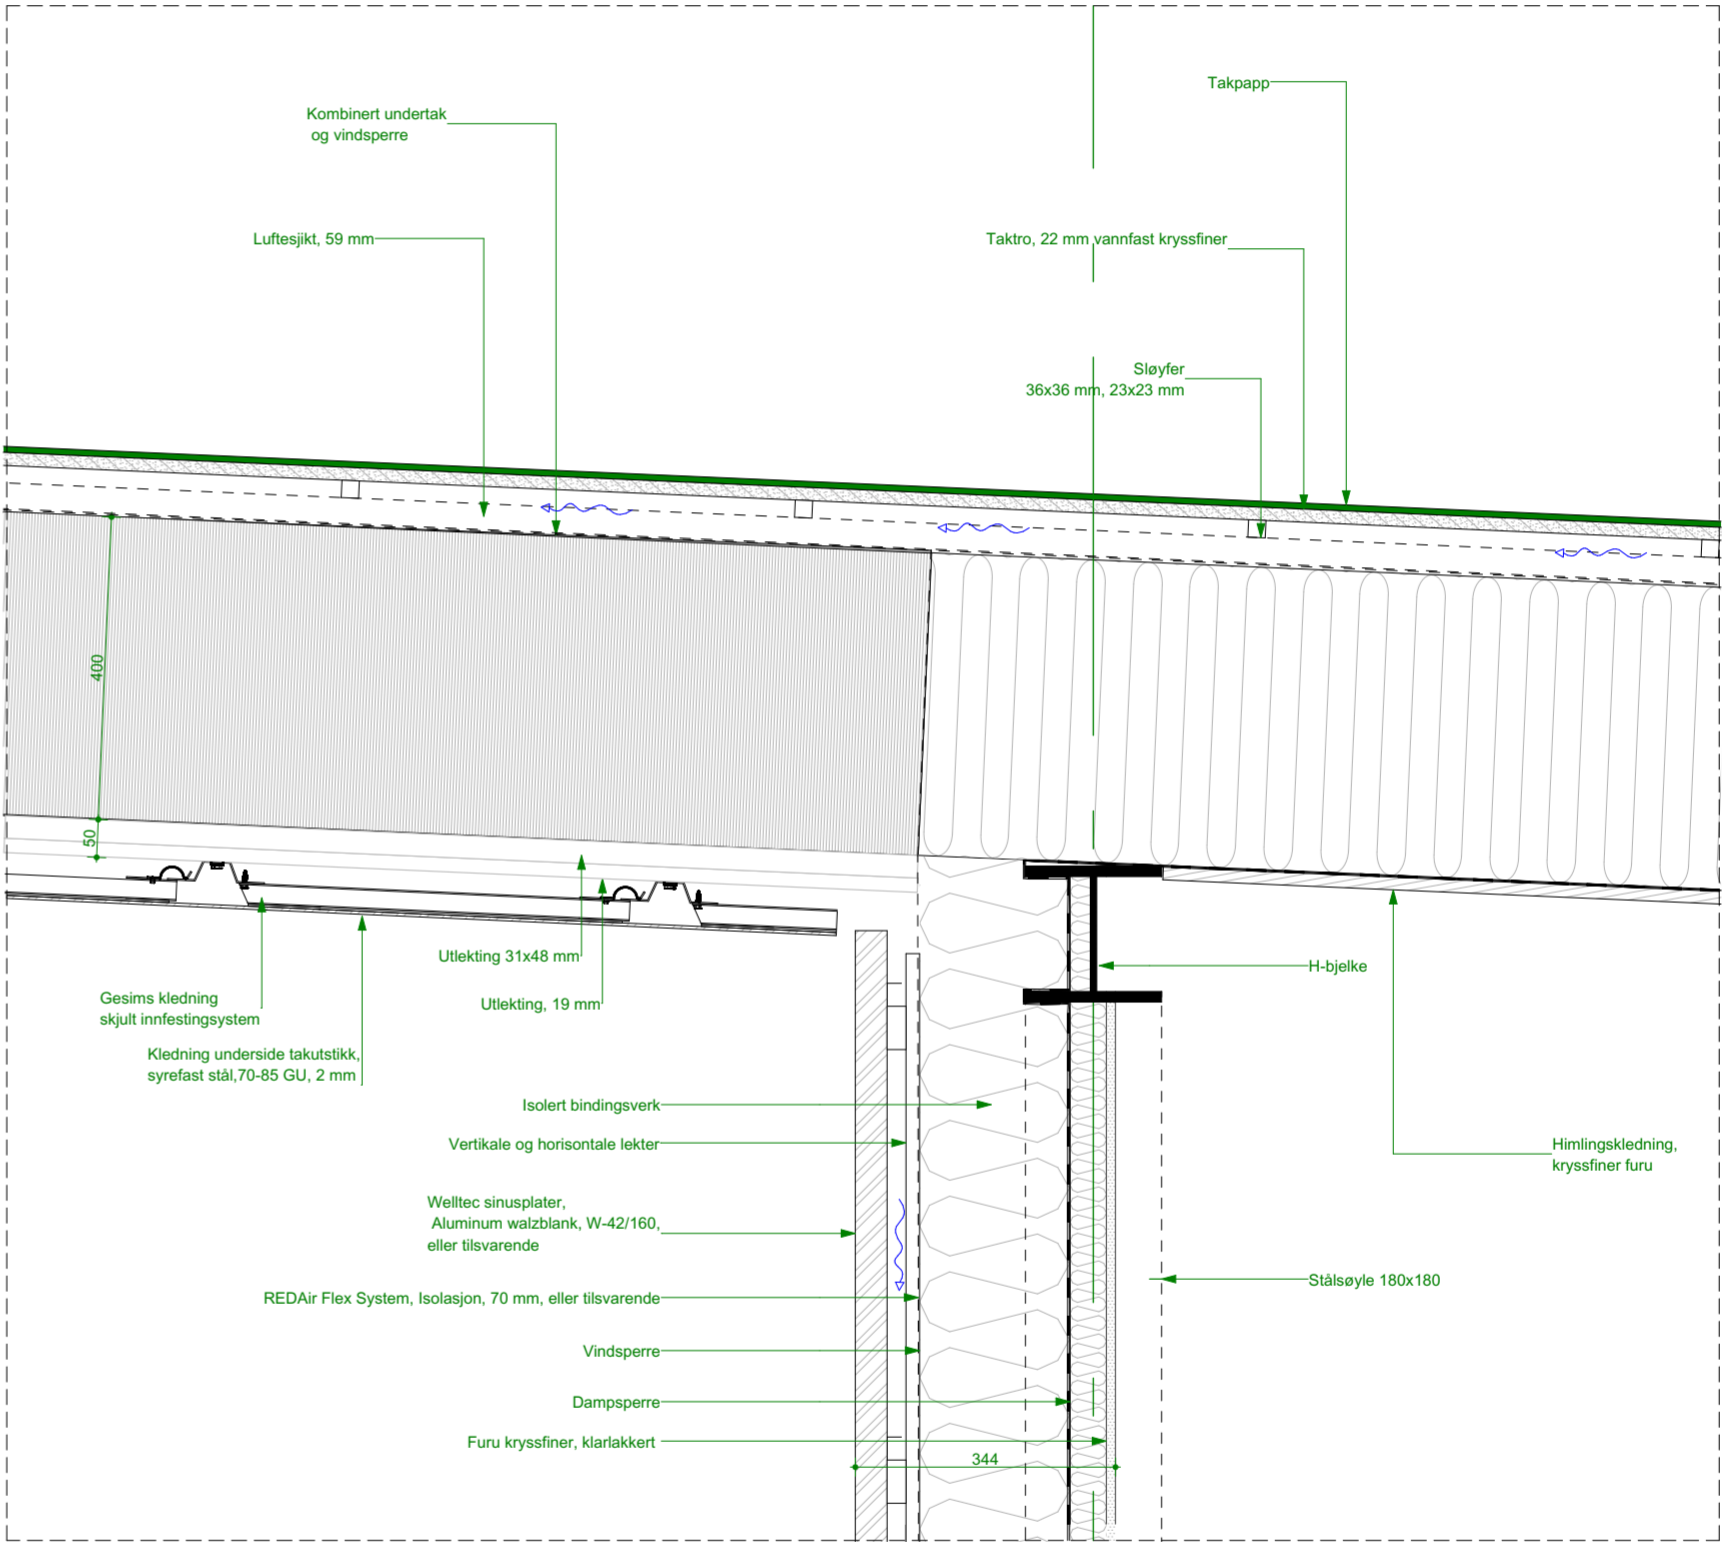 Takpapp
Kombinert undertak
og vindsperre
Luftesjikt, 59 mm
Taktro, 22 mm vannfast kryssfiner
Sløyfer
36x36 mm, 23x23 mm
400
50
Utlekting 31x48 mm
Utlekting, 19 mm
Gesims kledning
skjult innfestingsystem
Kledning underside takutstikk,
syrefast stål,70-85 GU, 2 mm
H-bjelke
Isolert bindingsverk
Vertikale og horisontale lekter
Himlingskledning,
kryssfiner furu
Welltec sinusplater,
Aluminum walzblank, W-42/160,
eller tilsvarende
Stålsøyle 180x180
REDAir Flex System, Isolasjon, 70 mm, eller tilsvarende
Vindsperre
Dampsperre
Furu kryssfiner, klarlakkert
344